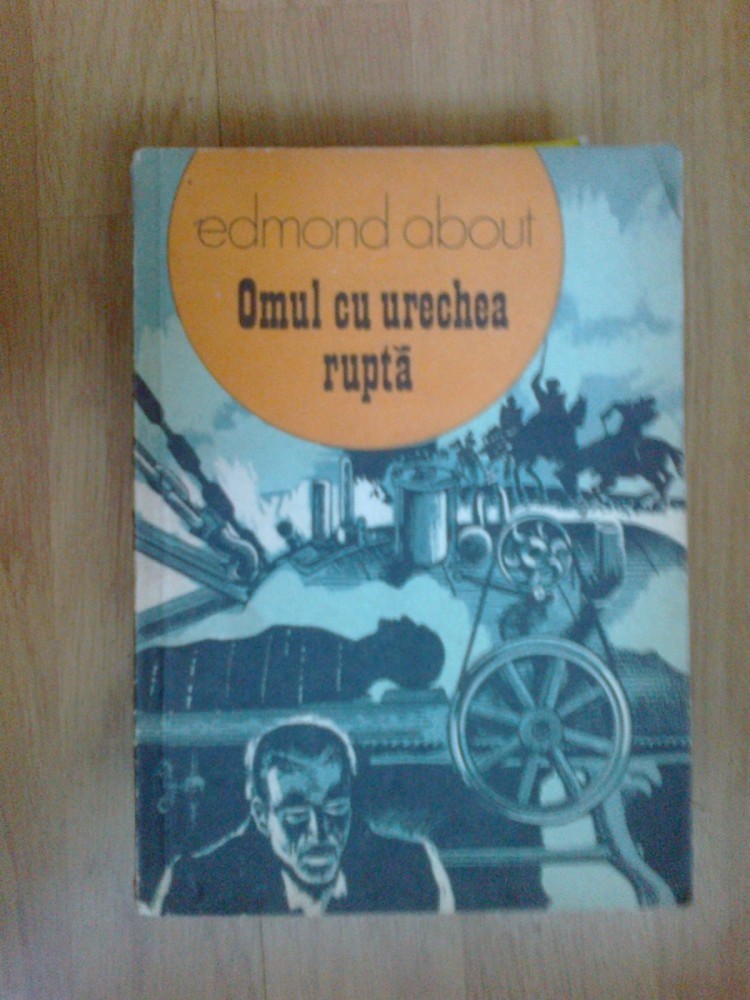 edmond about
Omul cu urechea
ruptă